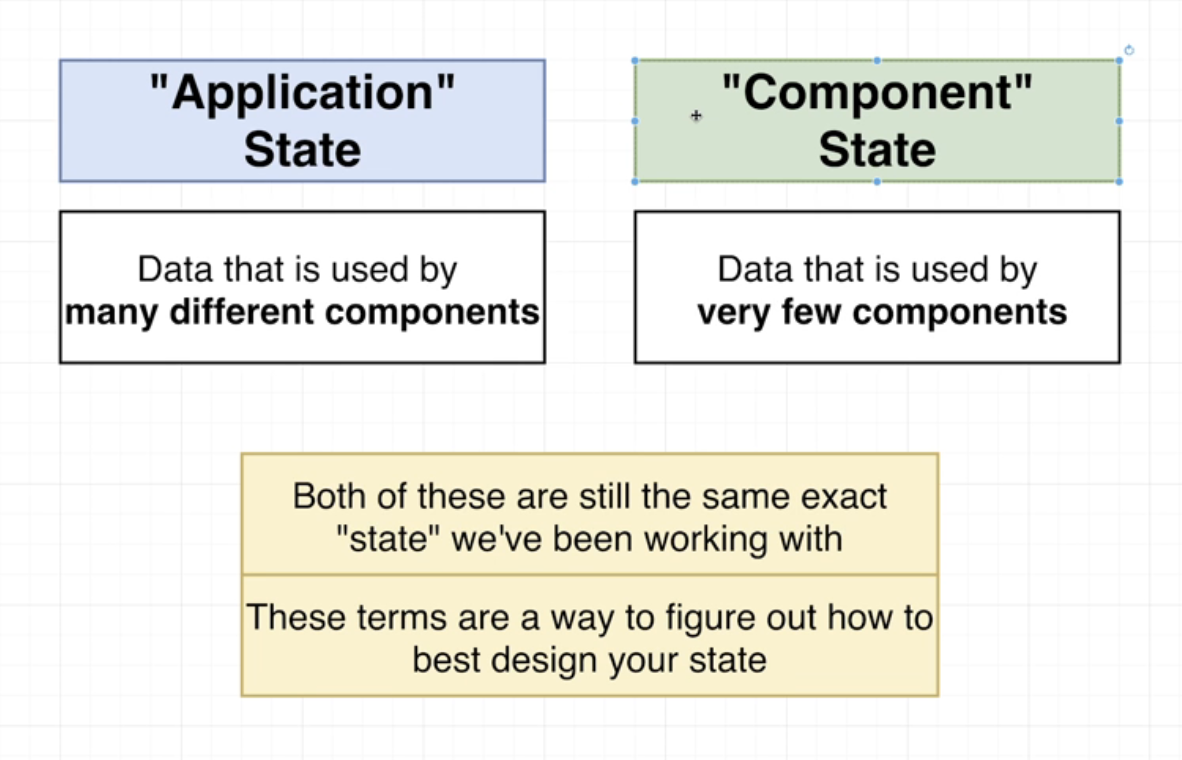 "Application"
State
"Component"
State
Data that is used by
many different components
Data that is used by
very few components
Both of these are still the same exact
"state" we've been working with
These terms are a way to figure out how to
best design your state